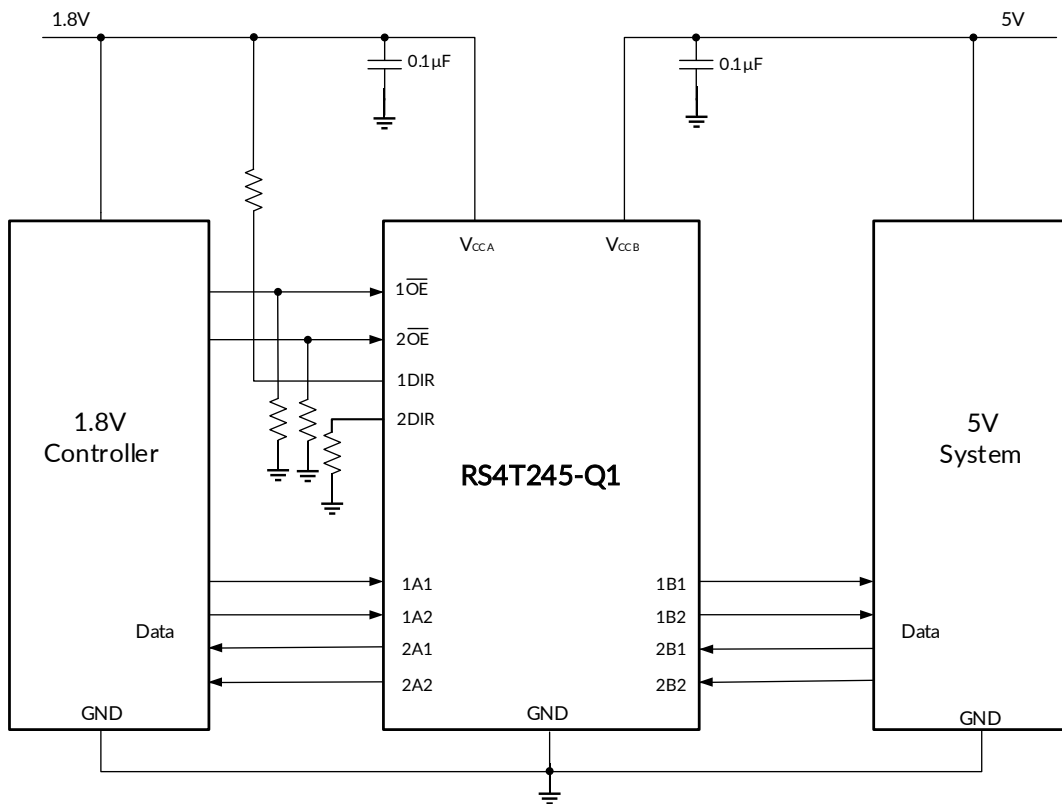 1.8V
5V
0.1µF
0.1µF
VCCA
VCCB
1OE
2OE
1DIR
2DIR
1.8V
Controller
RS4T245-Q1
5V
System
1A1
1B1
1A2
1B2
Data
Data
2A1
2B1
2A2
2B2
GND
GND
GND